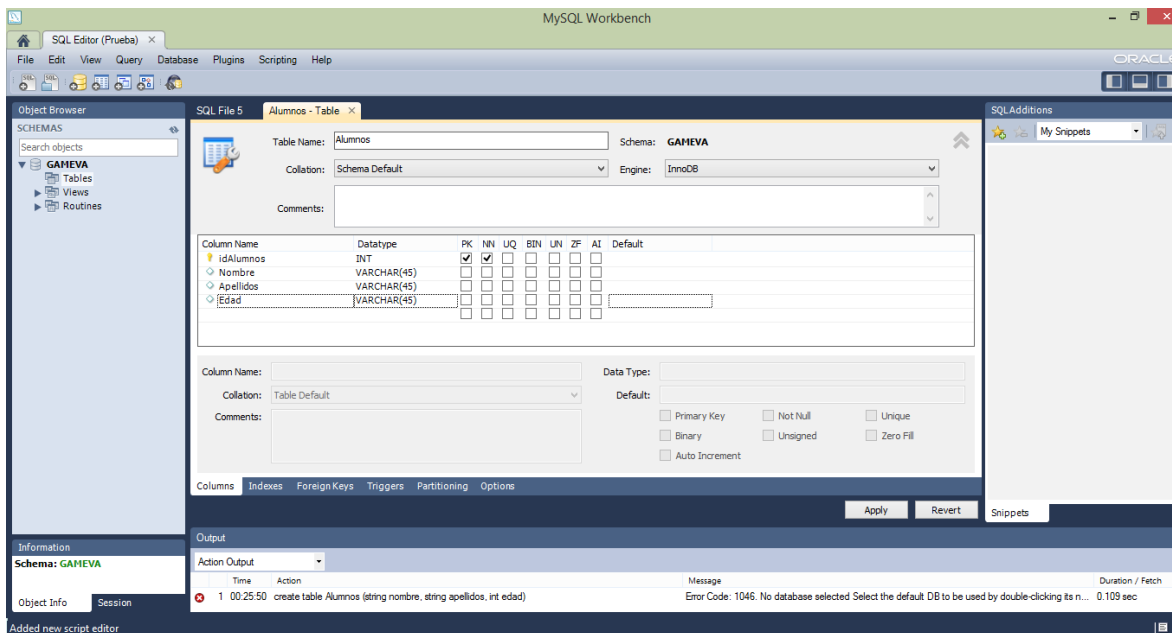 MySQL Workbench
SQL Editor (Prueba) ×
File Edit View Query Database Plugins Scripting Help
ORACLE
Object Browser
SCHEMAS
Search objects
GAMEVA
Tables
Views
Routines
SQL File 5 Alumnos - Table ×
Table Name: Alumnos Schema: GAMEVA
Collation: Schema Default Engine: InnoDB
Comments:
Column Name Datatype PK NN UQ BIN UN ZF AI Default
idAlumnos INT
Nombre VARCHAR(45)
Apellidos VARCHAR(45)
Edad VARCHAR(45)
Column Name: Data Type:
Collation: Table Default Default:
Comments: Primary Key Not Null Unique
Binary Unsigned Zero Fill
Auto Increment
Columns Indexes Foreign Keys Triggers Partitioning Options
Apply Revert
SQL Additions
My Snippets
Snippets
Information
Schema: GAMEVA
Object Info Session
Output
Action Output
Time Action Message Duration / Fetch
1 00:25:50 create table Alumnos (string nombre, string apellidos, int edad) Error Code: 1046. No database selected Select the default DB to be used by double-clicking its n... 0.109 sec
Added new script editor